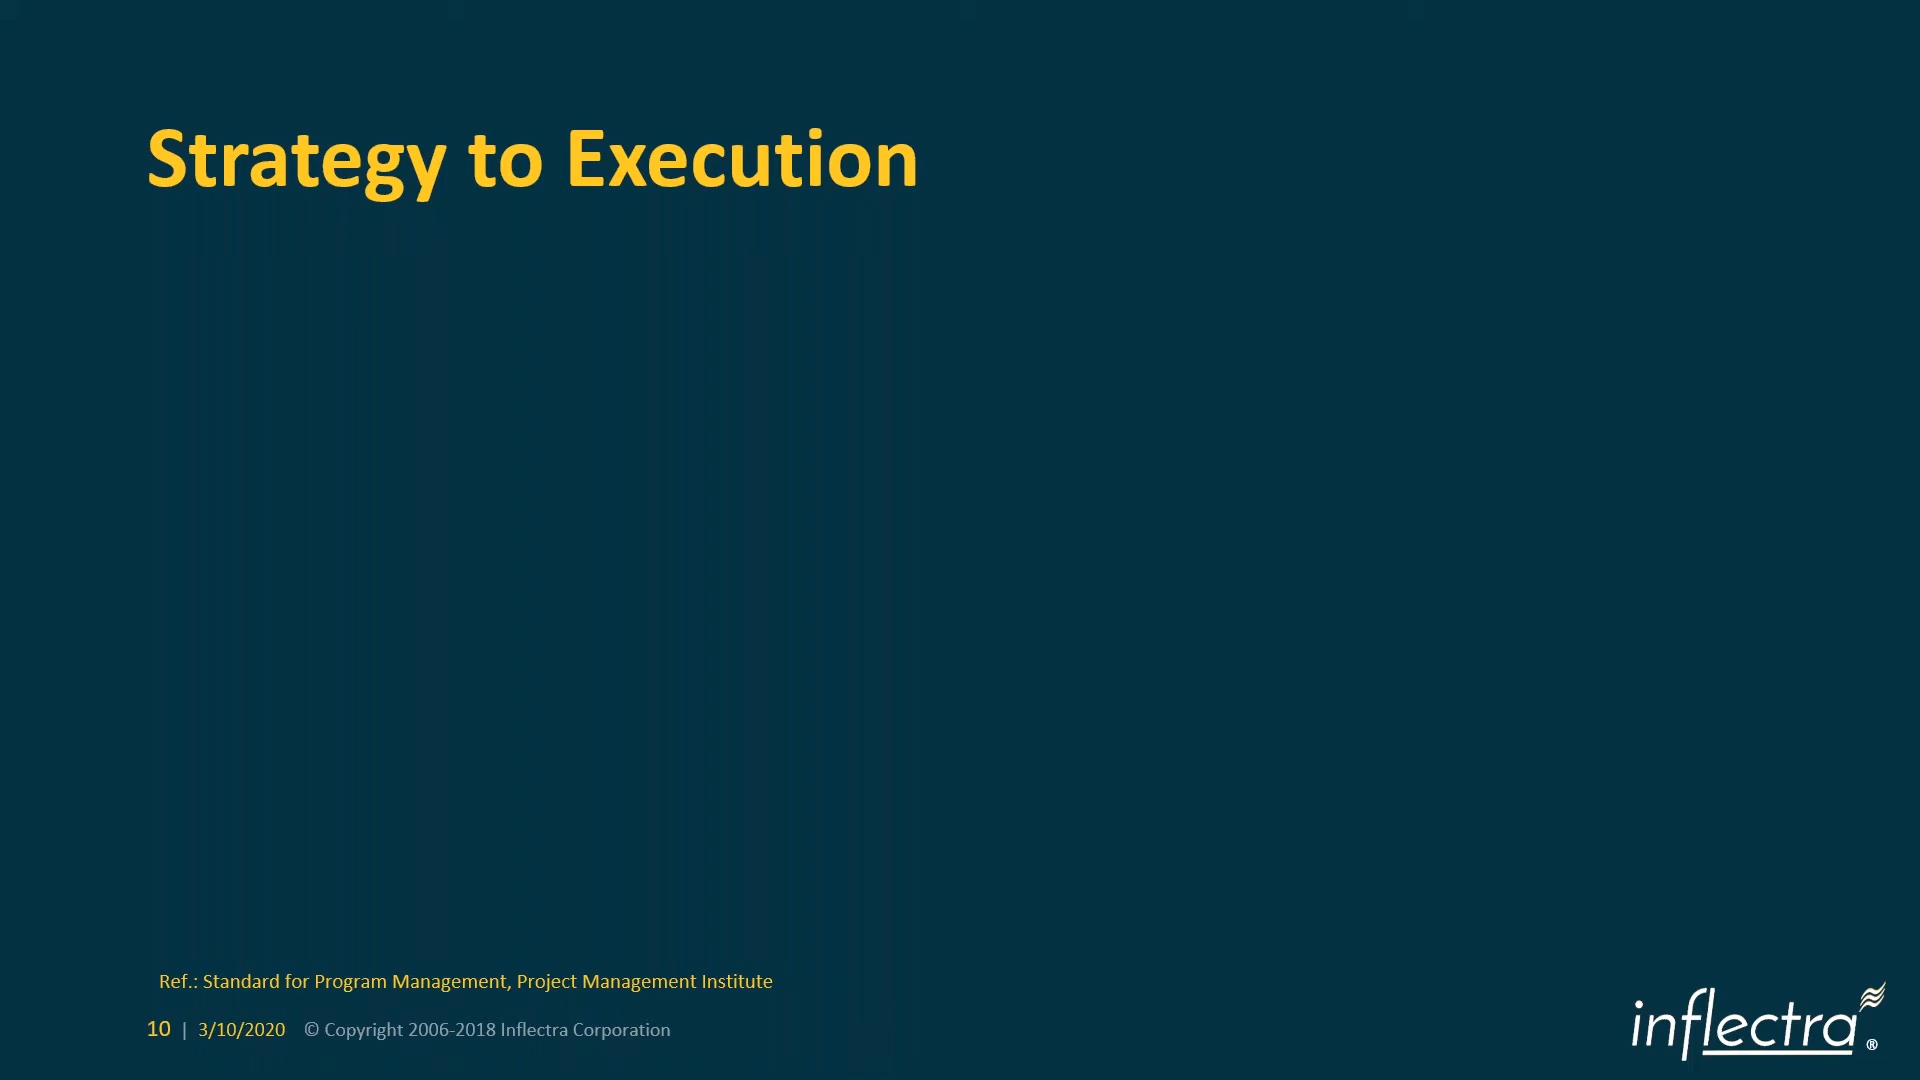 Strategy to Execution
Ref.: Standard for Program Management, Project Management Institute
10 | 3/10/2020 © Copyright 2006-2018 Inflectra Corporation
inflectra®